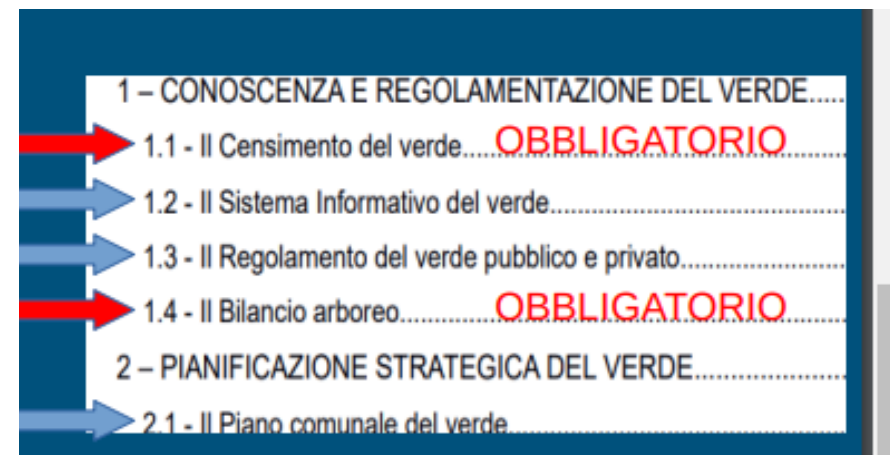 1 – CONOSCENZA E REGOLAMENTAZIONE DEL VERDE.....
1.1 - Il Censimento del verde.....OBBLIGATORIO.......
1.2 - Il Sistema Informativo del verde..........................................
1.3 - Il Regolamento del verde pubblico e privato.......................
1.4 - Il Bilancio arboreo.............OBBLIGATORIO.......
2 – PIANIFICAZIONE STRATEGICA DEL VERDE.....................
2.1 - Il Piano comunale del verde................................................